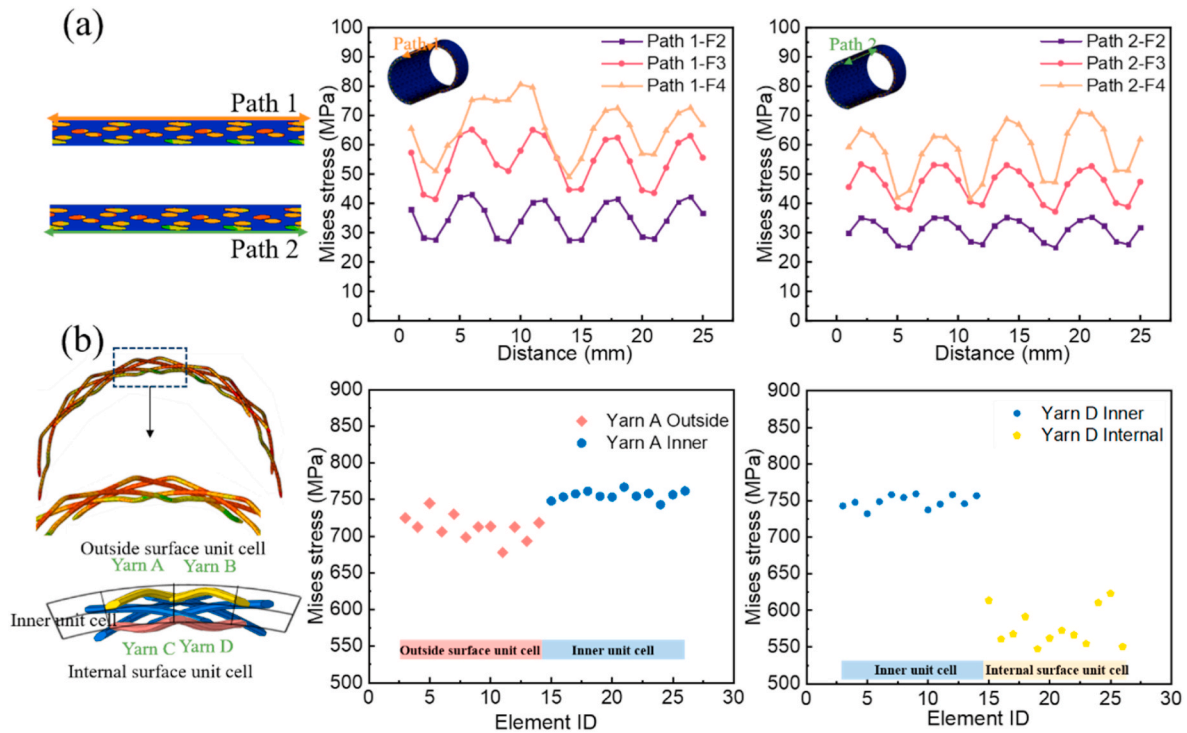 (a)
Path 1
Path 2
Mises stress (MPa)
100
90
80
70
60
50
40
30
20
10
0
0 5 10 15 20 25
Distance (mm)
Path 1
Path 1-F2
Path 1-F3
Path 1-F4
Mises stress (MPa)
100
90
80
70
60
50
40
30
20
10
0
0 5 10 15 20 25
Distance (mm)
Path 2
Path 2-F2
Path 2-F3
Path 2-F4
(b)
Outside surface unit cell
Yarn A Yarn B
Inner unit cell
Yarn C Yarn D
Internal surface unit cell
Mises stress (MPa)
900
850
800
750
700
650
600
550
500
0 5 10 15 20 25 30
Element ID
Yarn A Outside
Yarn A Inner
Outside surface unit cell Inner unit cell
Mises stress (MPa)
900
850
800
750
700
650
600
550
500
0 5 10 15 20 25 30
Element ID
Yarn D Inner
Yarn D Internal
Inner unit cell Internal surface unit cell